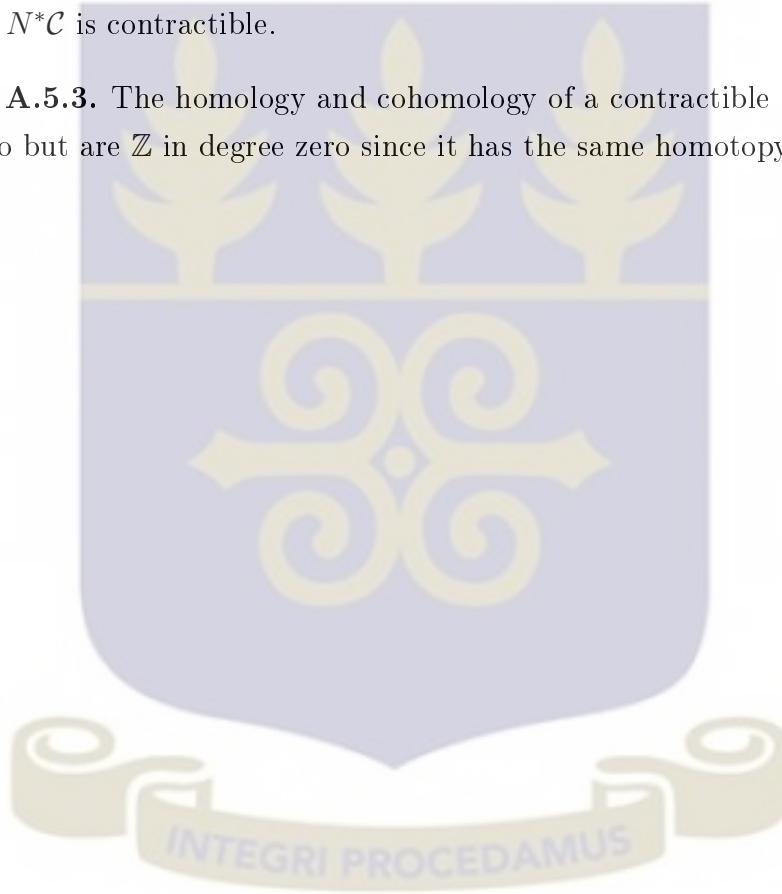 N*𝒞 is contractible.
A.5.3. The homology and cohomology of a contractible
o but are ℤ in degree zero since it has the same homotopy
INTEGRI PROCEDAMUS